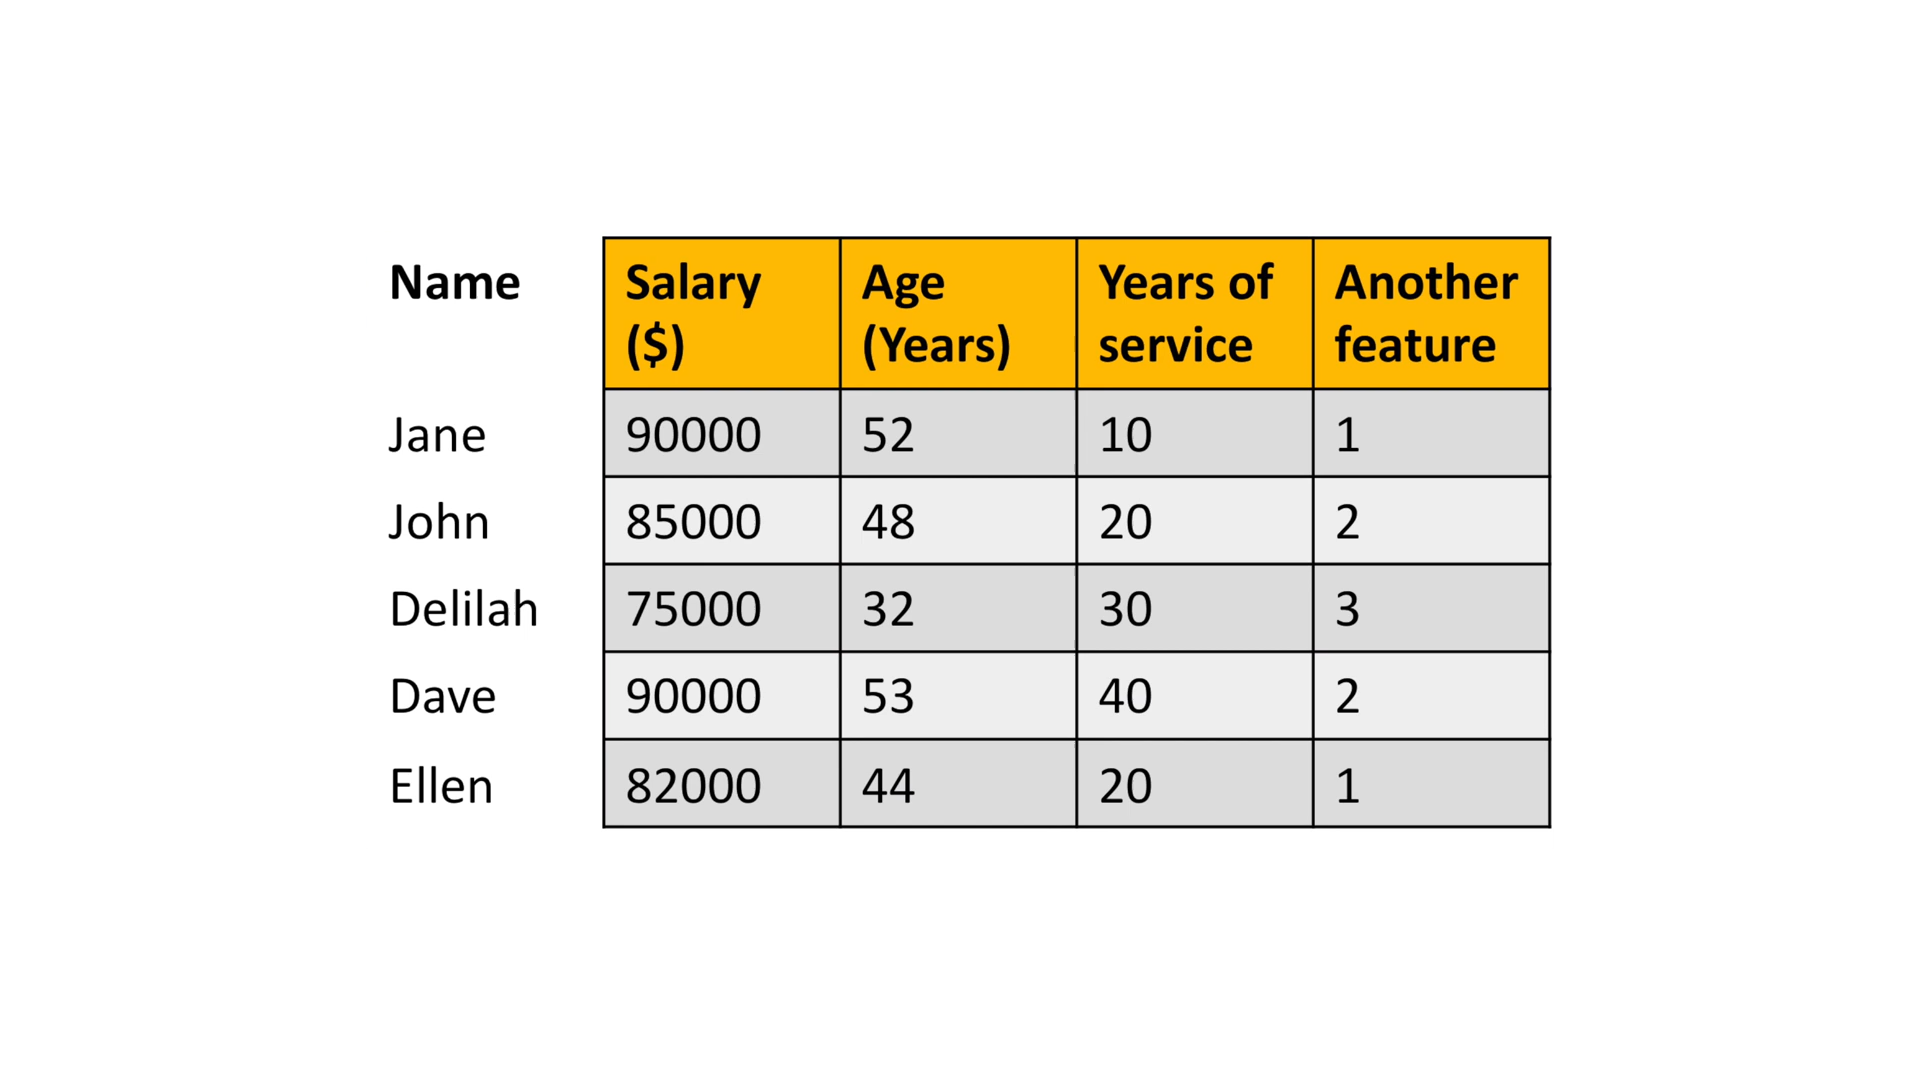 Name Salary ($) Age (Years) Years of service Another feature
Jane 90000 52 10 1
John 85000 48 20 2
Delilah 75000 32 30 3
Dave 90000 53 40 2
Ellen 82000 44 20 1